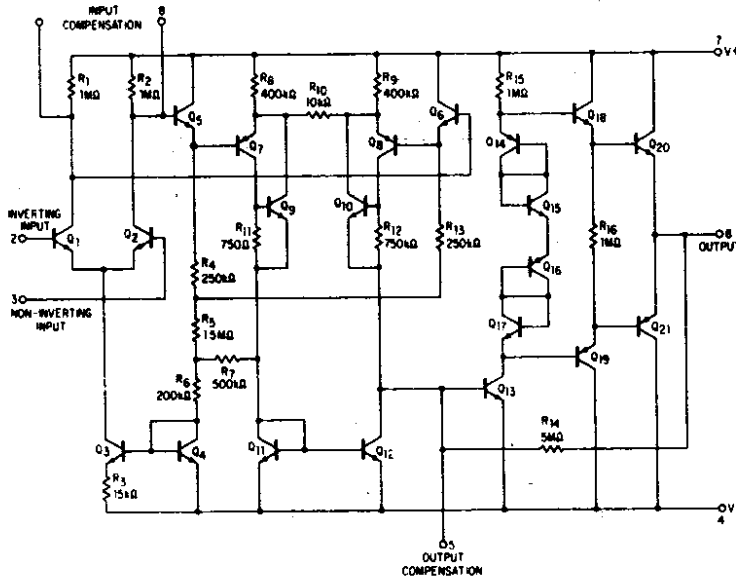 INPUT
COMPENSATION
8
7
V+
R1
1MΩ
R2
1MΩ
Q5
R8
400kΩ
R10
10kΩ
R9
400kΩ
Q6
R15
1MΩ
Q18
Q7
Q8
Q14
Q20
INVERTING
INPUT
2
Q1
Q2
Q9
Q10
Q15
R11
750Ω
R12
750kΩ
R13
250kΩ
R16
1MΩ
6
OUTPUT
R4
250kΩ
Q16
3
NON-INVERTING
INPUT
R5
15MΩ
Q17
Q21
R7
500kΩ
R6
200kΩ
Q19
Q13
R14
5MΩ
Q3
Q4
Q11
Q12
R3
15kΩ
V
4
5
OUTPUT
COMPENSATION